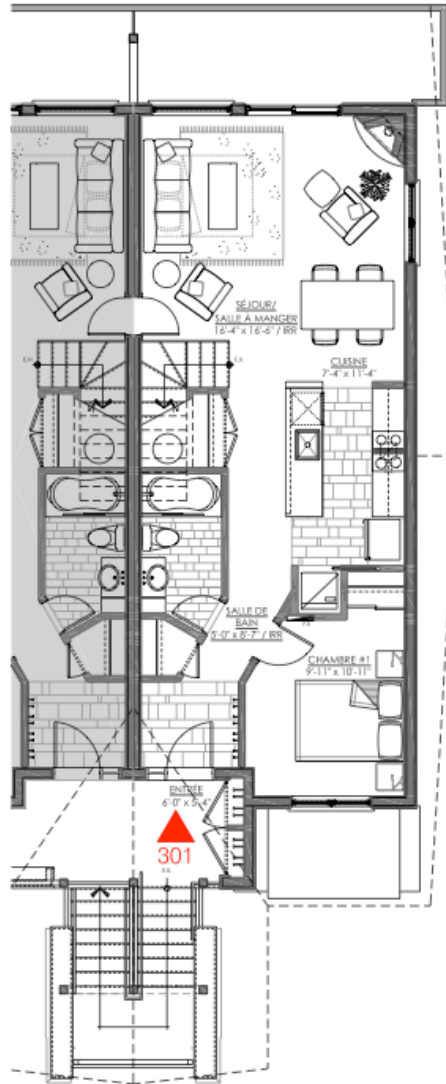 SÉJOUR/
SALLE À MANGER
16'-4" x 16'-6" / IRR
CUISINE
7'-4" x 11'-4"
SALLE DE
BAIN
5'-0" x 8'-7" / IRR
CHAMBRE #1
9'-11" x 10'-11"
ENTRÉE
6'-0" x 5'-4"
301